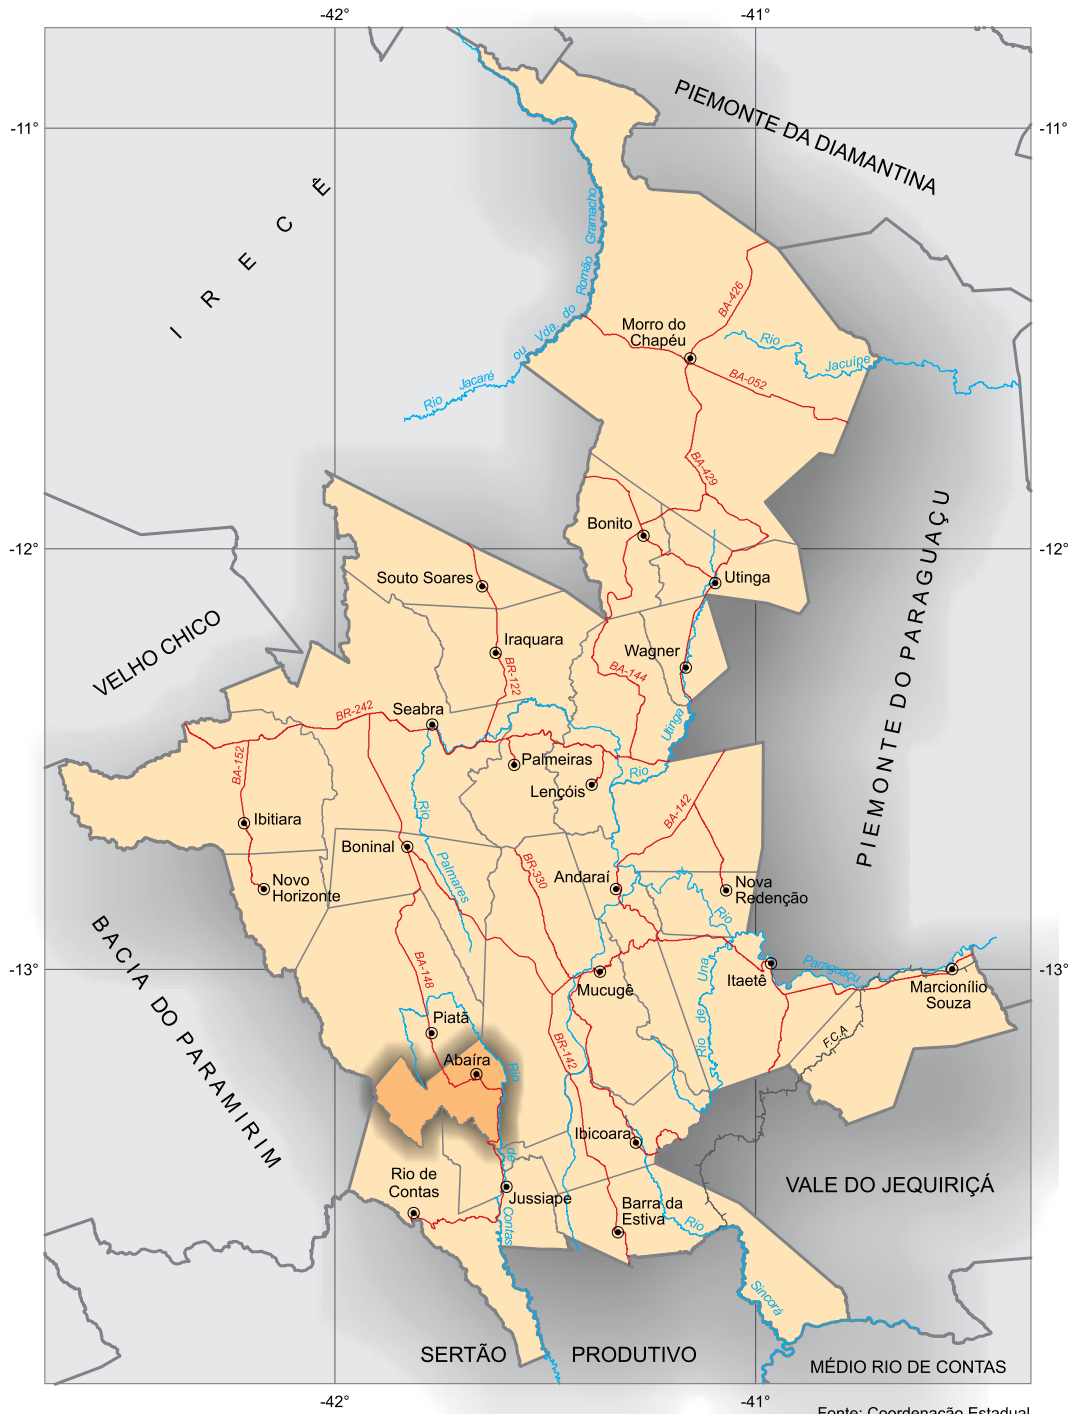 -42°
-41°
-11°
-11°
PIEMONTE DA DIAMANTINA
IRECÊ
Rio Jacaré ou Vda. do Romão Gramacho
BA-426
Morro do
Chapéu
Rio Jacuípe
BA-052
BA-429
PIEMONTE DO PARAGUAÇU
Bonito
-12°
-12°
Souto Soares
Utinga
VELHO CHICO
Iraquara
Wagner
BR-122
BA-144
BR-242
Seabra
Rio Utinga
BA-152
Palmeiras
Lençóis
BA-142
Ibitiara
Rio Palmares
Boninal
BR-330
Andaraí
Novo
Horizonte
Nova
Redenção
Rio Paraguaçu
BACIA DO PARAMIRIM
BA-148
-13°
-13°
Mucugê
Itaetê
Marcionílio
Souza
Rio de Una
Piatã
F.C.A
BR-142
Abaíra
Rio de Contas
Ibicoara
Rio de
Contas
Jussiape
VALE DO JEQUIRIÇÁ
Barra da
Estiva
Rio Sincorá
SERTÃO PRODUTIVO
MÉDIO RIO DE CONTAS
-42°
-41°
Fonte: Coordenação Estadual